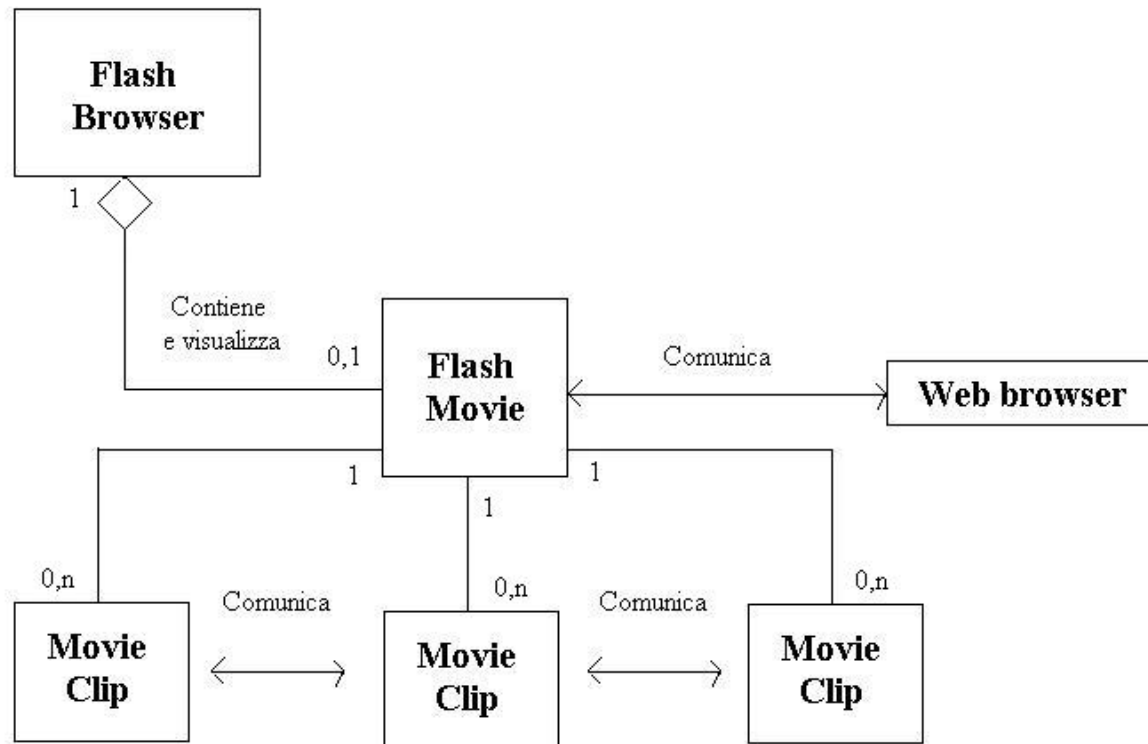 Flash
Browser
1
Contiene
e visualizza
0,1
Flash
Movie
Comunica
Web browser
1
1
1
0,n
0,n
0,n
Comunica
Comunica
Movie
Clip
Movie
Clip
Movie
Clip